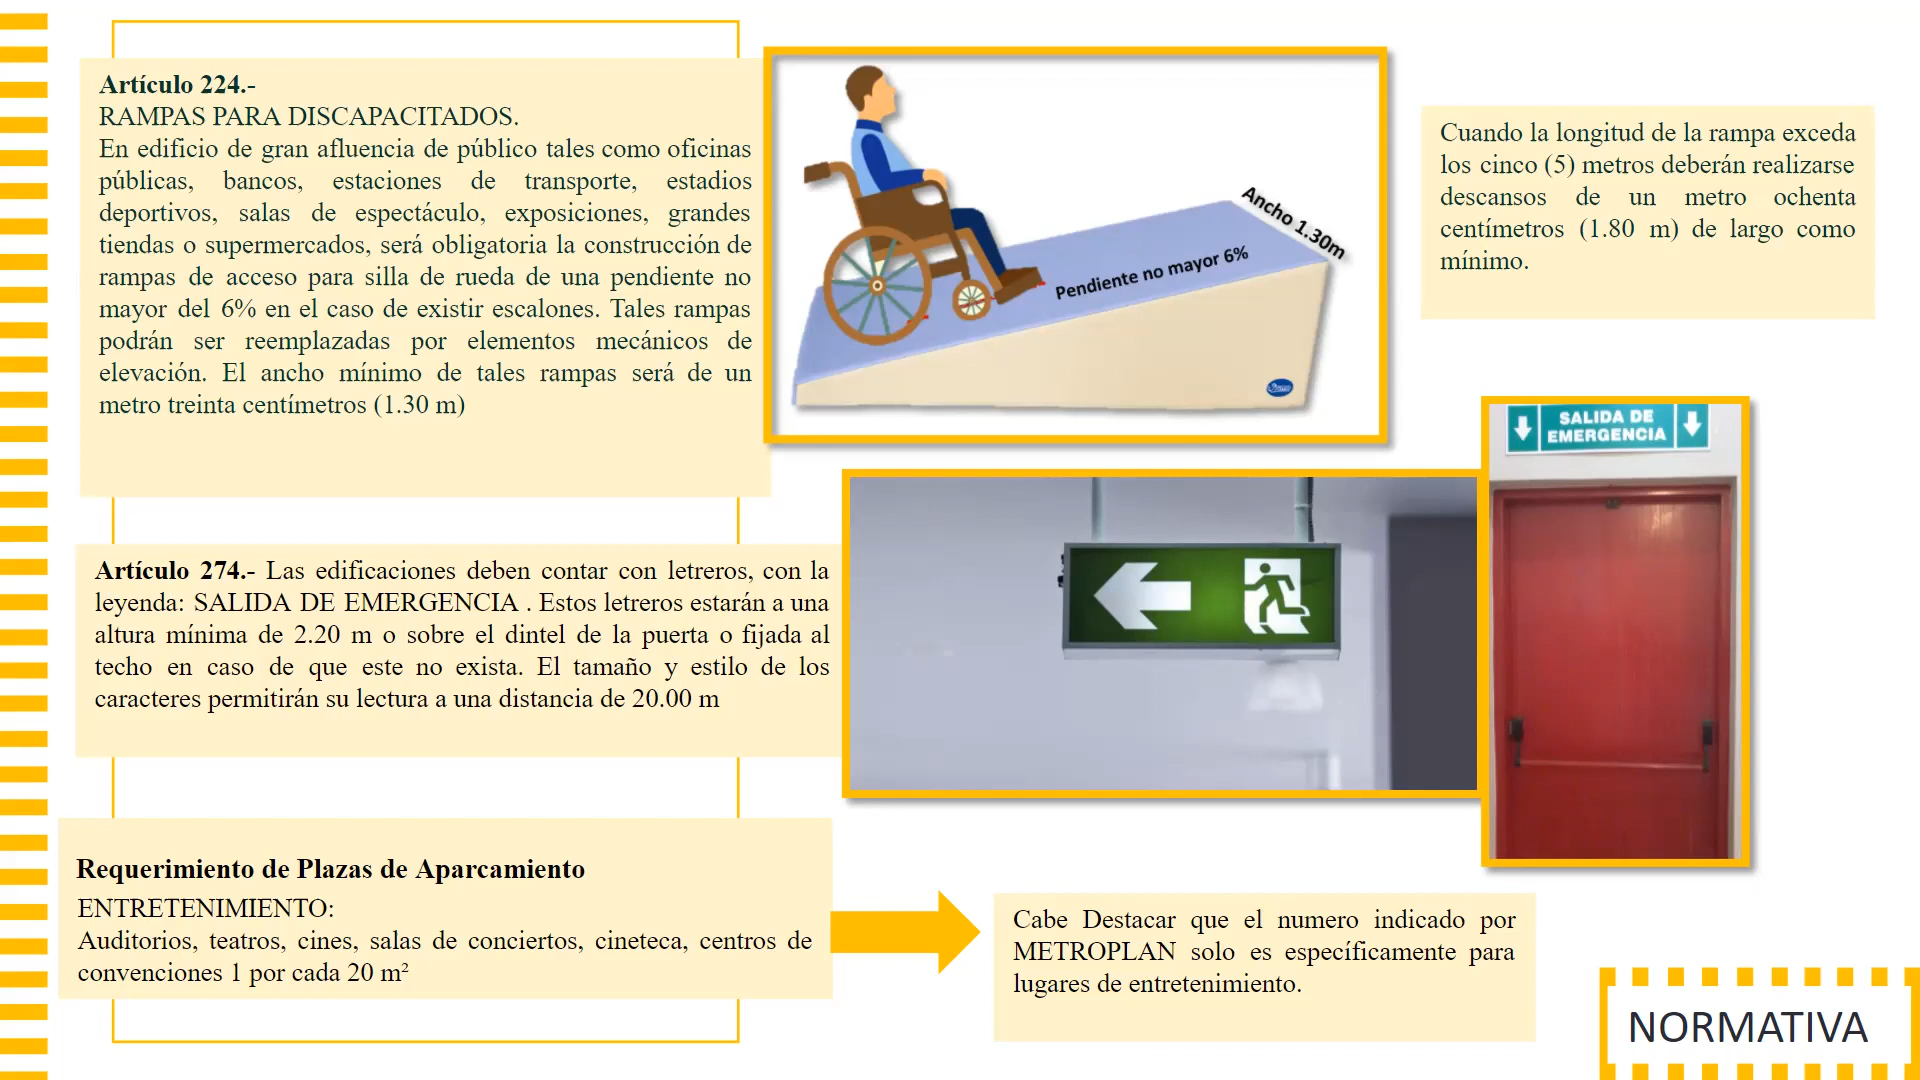 Artículo 224.-
RAMPAS PARA DISCAPACITADOS.
En edificio de gran afluencia de público tales como oficinas
públicas, bancos, estaciones de transporte, estadios
deportivos, salas de espectáculo, exposiciones, grandes
tiendas o supermercados, será obligatoria la construcción de
rampas de acceso para silla de rueda de una pendiente no
mayor del 6% en el caso de existir escalones. Tales rampas
podrán ser reemplazadas por elementos mecánicos de
elevación. El ancho mínimo de tales rampas será de un
metro treinta centímetros (1.30 m)
Ancho 1.30m
Pendiente no mayor 6%
Cuando la longitud de la rampa exceda
los cinco (5) metros deberán realizarse
descansos de un metro ochenta
centímetros (1.80 m) de largo como
mínimo.
SALIDA DE
EMERGENCIA
Artículo 274.- Las edificaciones deben contar con letreros, con la
leyenda: SALIDA DE EMERGENCIA . Estos letreros estarán a una
altura mínima de 2.20 m o sobre el dintel de la puerta o fijada al
techo en caso de que este no exista. El tamaño y estilo de los
caracteres permitirán su lectura a una distancia de 20.00 m
Requerimiento de Plazas de Aparcamiento
ENTRETENIMIENTO:
Auditorios, teatros, cines, salas de conciertos, cineteca, centros de
convenciones 1 por cada 20 m²
Cabe Destacar que el numero indicado por
METROPLAN solo es específicamente para
lugares de entretenimiento.
NORMATIVA